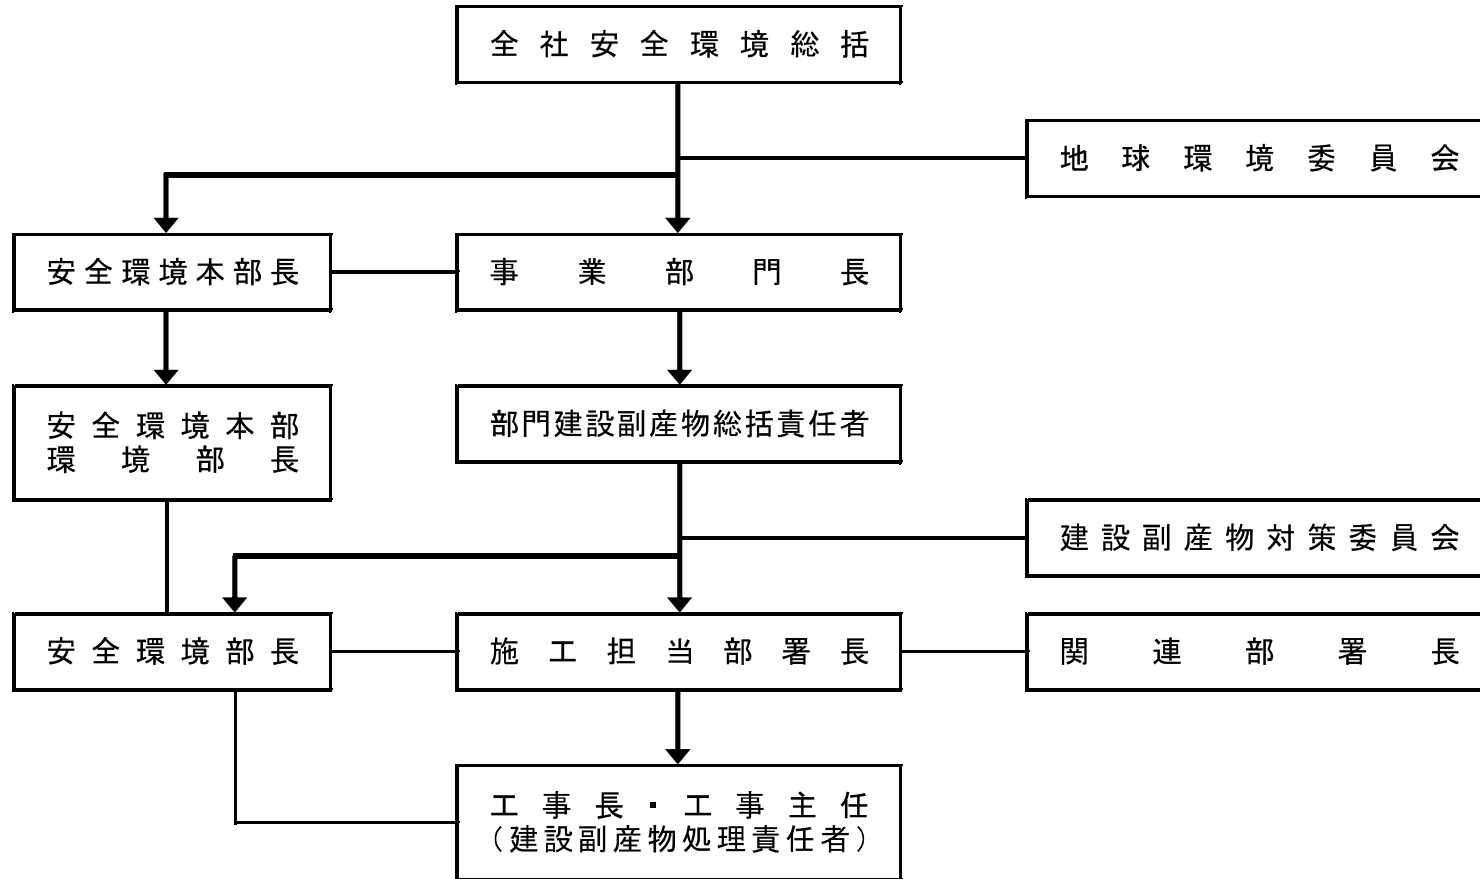 全社安全環境総括
地球環境委員会
安全環境本部長
事業部門長
安全環境本部
環境部長
部門建設副産物総括責任者
建設副産物対策委員会
安全環境部長
施工担当部署長
関連部署長
工事長・工事主任
（建設副産物処理責任者）